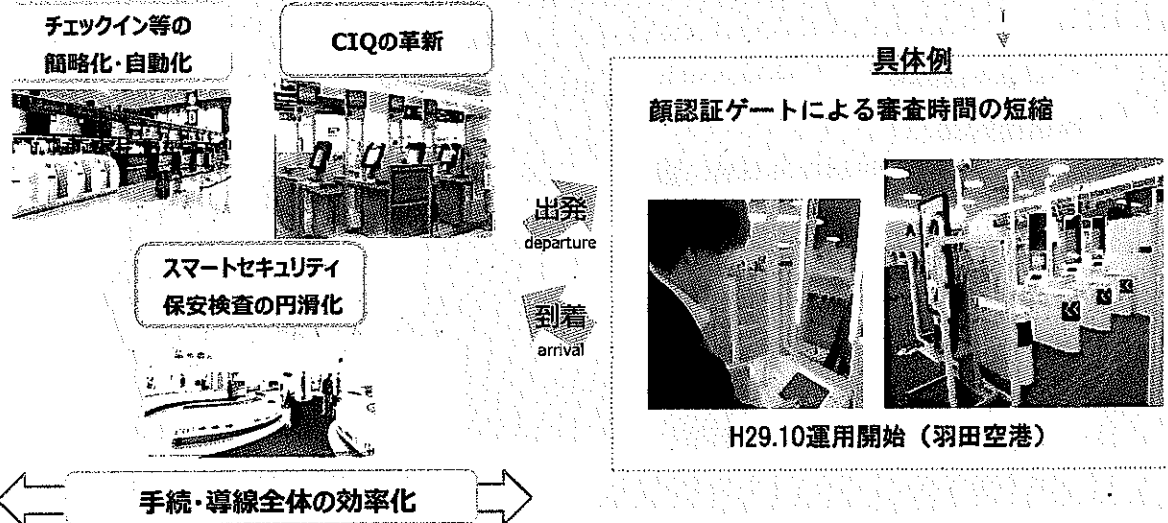 チェックイン等の
簡略化・自動化
CIQの革新
スマートセキュリティ
保安検査の円滑化
手続・導線全体の効率化
出発
departure
到着
arrival
具体例
顔認証ゲートによる審査時間の短縮
H29.10運用開始（羽田空港）